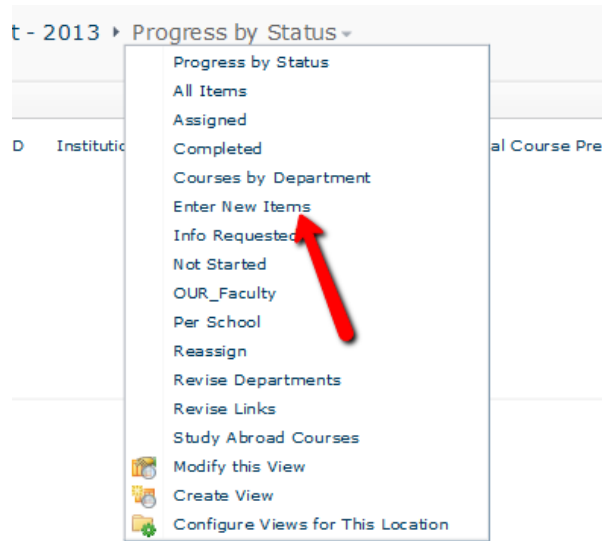 t - 2013 ▸ Progress by Status
Progress by Status
All Items
Assigned
D Institutio al Course Pre
Completed
Courses by Department
Enter New Items
Info Requested
Not Started
OUR_Faculty
Per School
Reassign
Revise Departments
Revise Links
Study Abroad Courses
Modify this View
Create View
Configure Views for This Location